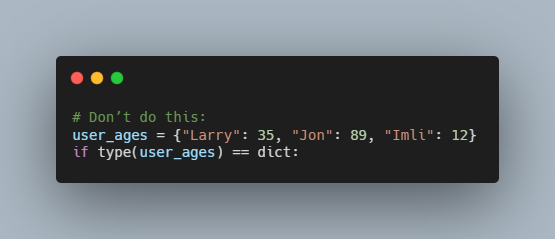 # Don’t do this:
user_ages = {"Larry": 35, "Jon": 89, "Imli": 12}
if type(user_ages) == dict: